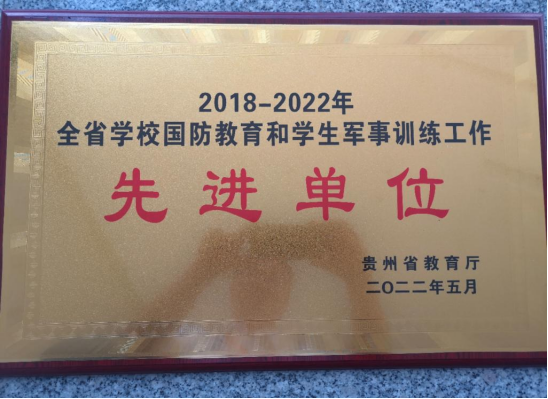 2018-2022年
全省学校国防教育和学生军事训练工作
先进单位
贵州省教育厅
二〇二二年五月